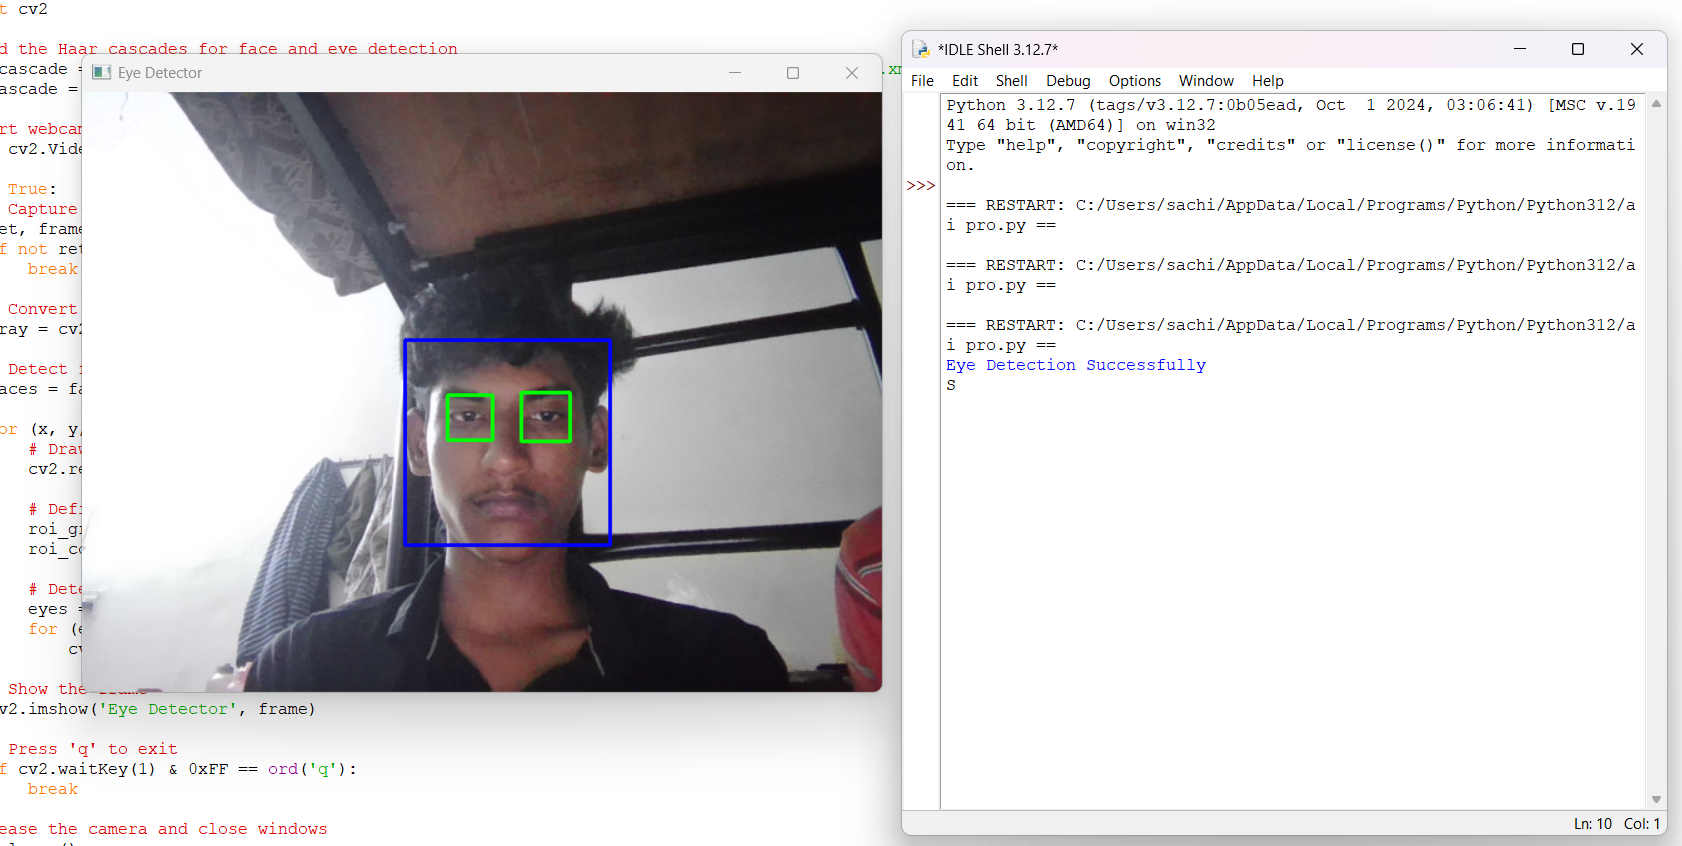 t cv2
d the Haar cascades for face and eye detection
cascade =
.xm
ascade =
rt webcam
cv2.Vide
True:
Capture
et, frame
f not ret
break
Convert
ray = cv2
Detect f
aces = fa
or (x, y,
# Draw
cv2.re
# Defi
roi_gr
roi_co
# Dete
eyes =
for (e
cv
Show the frame
v2.imshow('Eye Detector', frame)
Press 'q' to exit
f cv2.waitKey(1) & 0xFF == ord('q'):
break
ease the camera and close windows
Eye Detector
*IDLE Shell 3.12.7*
File Edit Shell Debug Options Window Help
Python 3.12.7 (tags/v3.12.7:0b05ead, Oct  1 2024, 03:06:41) [MSC v.19
41 64 bit (AMD64)] on win32
Type "help", "copyright", "credits" or "license()" for more informati
on.
>>>
=== RESTART: C:/Users/sachi/AppData/Local/Programs/Python/Python312/a
i pro.py ==
=== RESTART: C:/Users/sachi/AppData/Local/Programs/Python/Python312/a
i pro.py ==
=== RESTART: C:/Users/sachi/AppData/Local/Programs/Python/Python312/a
i pro.py ==
Eye Detection Successfully
S
Ln: 10 Col: 1